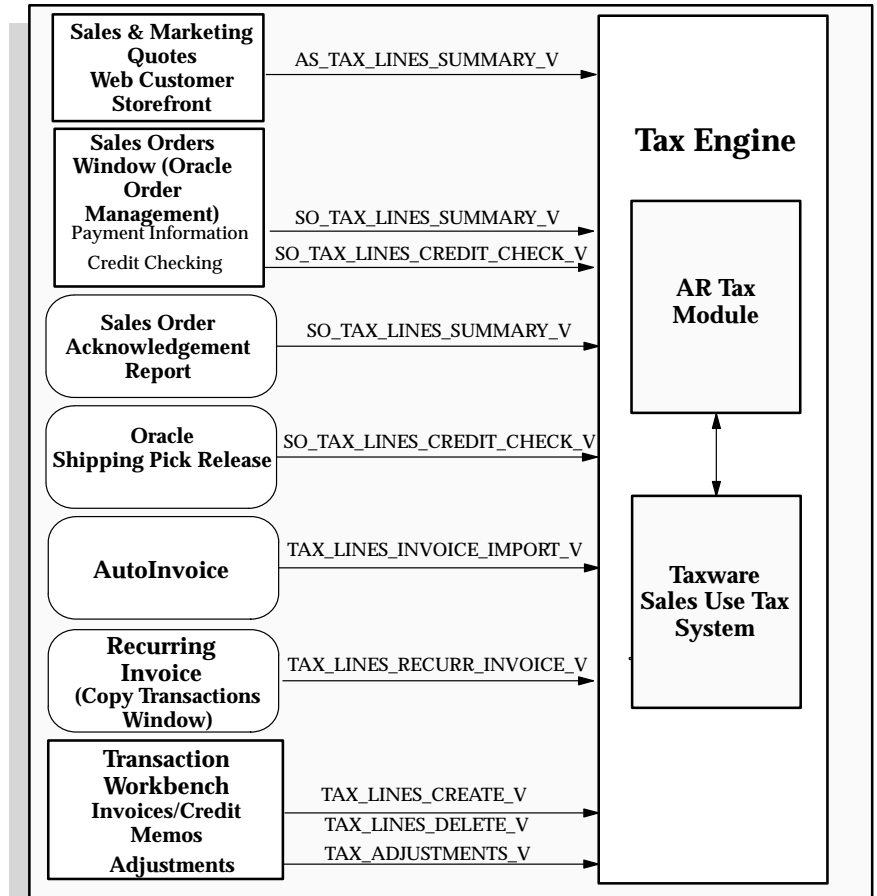 Sales & Marketing
Quotes
Web Customer
Storefront
AS_TAX_LINES_SUMMARY_V
Sales Orders
Window (Oracle
Order
Management)
Payment Information
Credit Checking
SO_TAX_LINES_SUMMARY_V
SO_TAX_LINES_CREDIT_CHECK_V
Sales Order
Acknowledgement
Report
SO_TAX_LINES_SUMMARY_V
Oracle
Shipping Pick Release
SO_TAX_LINES_CREDIT_CHECK_V
AutoInvoice
TAX_LINES_INVOICE_IMPORT_V
Recurring
Invoice
(Copy Transactions
Window)
TAX_LINES_RECURR_INVOICE_V
Transaction
Workbench
Invoices/Credit
Memos
Adjustments
TAX_LINES_CREATE_V
TAX_LINES_DELETE_V
TAX_ADJUSTMENTS_V
Tax Engine
AR Tax
Module
Taxware
Sales Use Tax
System